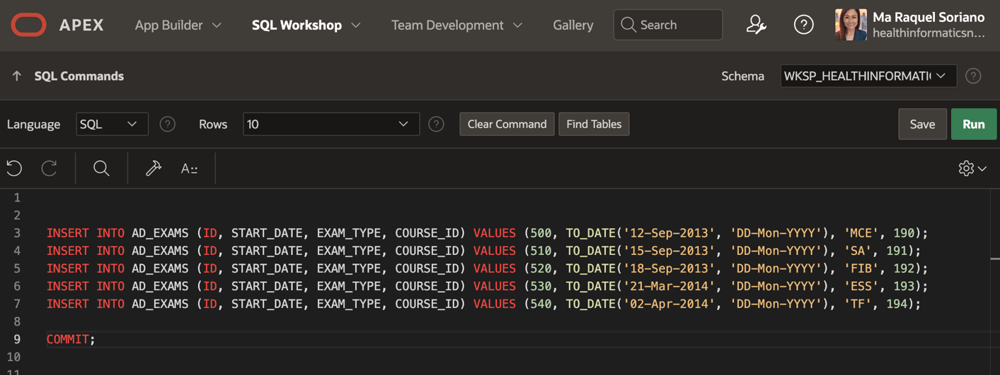 APEX App Builder SQL Workshop Team Development Gallery Search Ma Raquel Soriano
healthinformaticsn...
SQL Commands Schema WKSP_HEALTHINFORMATI
Language SQL Rows 10 Clear Command Find Tables Save Run
1
2
3 INSERT INTO AD_EXAMS (ID, START_DATE, EXAM_TYPE, COURSE_ID) VALUES (500, TO_DATE('12-Sep-2013', 'DD-Mon-YYYY'), 'MCE', 190);
4 INSERT INTO AD_EXAMS (ID, START_DATE, EXAM_TYPE, COURSE_ID) VALUES (510, TO_DATE('15-Sep-2013', 'DD-Mon-YYYY'), 'SA', 191);
5 INSERT INTO AD_EXAMS (ID, START_DATE, EXAM_TYPE, COURSE_ID) VALUES (520, TO_DATE('18-Sep-2013', 'DD-Mon-YYYY'), 'FIB', 192);
6 INSERT INTO AD_EXAMS (ID, START_DATE, EXAM_TYPE, COURSE_ID) VALUES (530, TO_DATE('21-Mar-2014', 'DD-Mon-YYYY'), 'ESS', 193);
7 INSERT INTO AD_EXAMS (ID, START_DATE, EXAM_TYPE, COURSE_ID) VALUES (540, TO_DATE('02-Apr-2014', 'DD-Mon-YYYY'), 'TF', 194);
8
9 COMMIT;
10
11